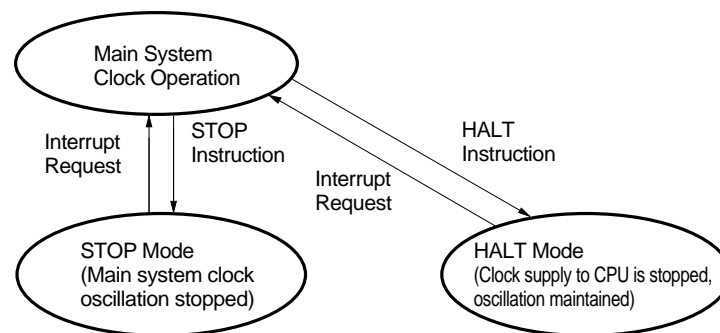 Main System
Clock Operation
Interrupt
Request
STOP
Instruction
HALT
Instruction
Interrupt
Request
STOP Mode
(Main system clock
oscillation stopped)
HALT Mode
(Clock supply to CPU is stopped,
oscillation maintained)